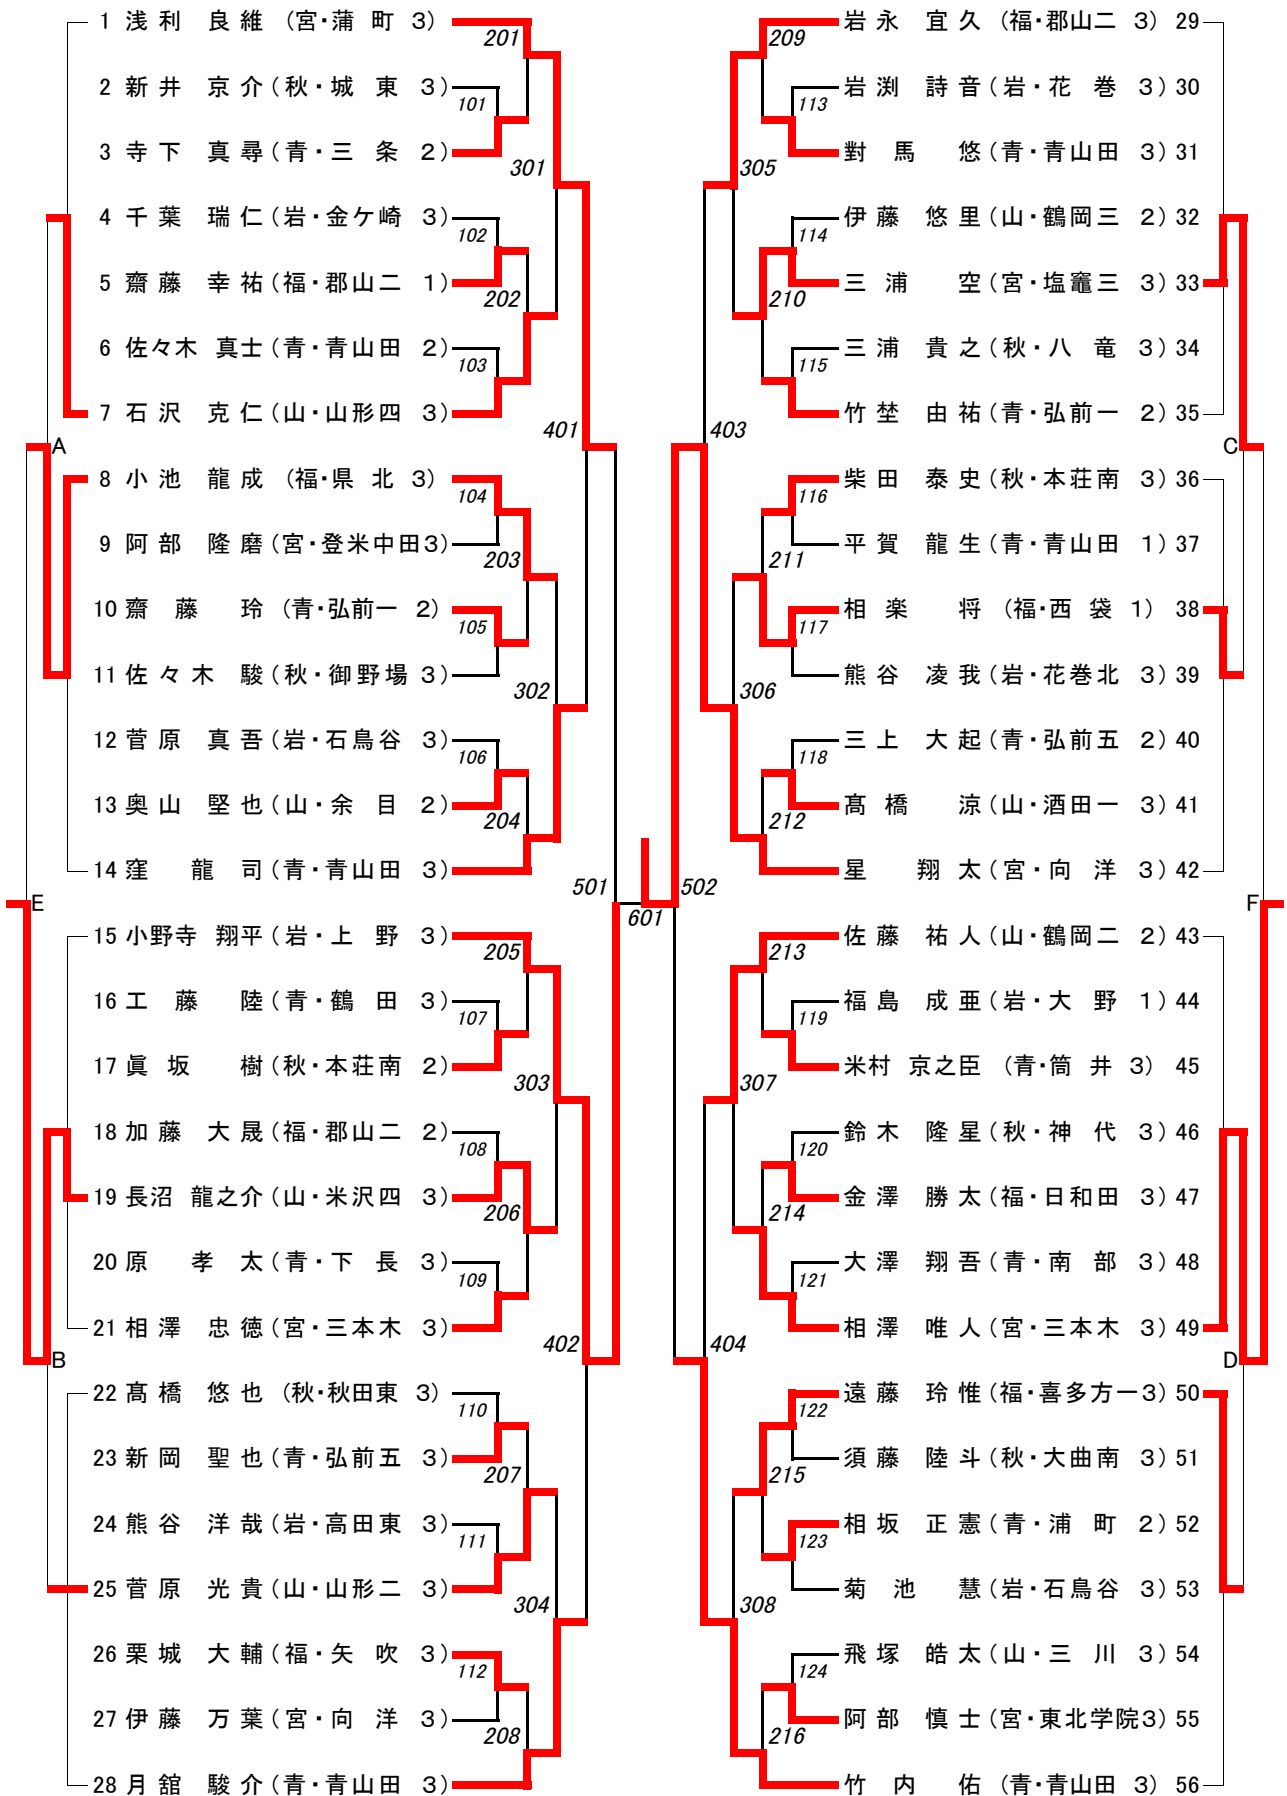 1 浅利 良維 (宮・蒲町 3)
201
2 新井 京介 (秋・城東 3)
101
3 寺下 真尋 (青・三条 2)
301
4 千葉 瑞仁 (岩・金ケ崎 3)
102
5 齋藤 幸祐 (福・郡山二 1)
202
6 佐々木 真士 (青・青山田 2)
103
7 石沢 克仁 (山・山形四 3)
401
A
8 小池 龍成 (福・県北 3)
104
9 阿部 隆磨 (宮・登米中田3)
203
10 齋藤 玲 (青・弘前一 2)
105
11 佐々木 駿 (秋・御野場 3)
302
12 菅原 真吾 (岩・石鳥谷 3)
106
13 奥山 堅也 (山・余目 2)
204
14 窪 龍司 (青・青山田 3)
501
E
15 小野寺 翔平 (岩・上野 3)
205
16 工藤 陸 (青・鶴田 3)
107
17 眞坂 樹 (秋・本荘南 2)
303
18 加藤 大晟 (福・郡山二 2)
108
19 長沼 龍之介 (山・米沢四 3)
206
20 原 孝太 (青・下長 3)
109
21 相澤 忠徳 (宮・三本木 3)
402
B
22 髙橋 悠也 (秋・秋田東 3)
110
23 新岡 聖也 (青・弘前五 3)
207
24 熊谷 洋哉 (岩・高田東 3)
111
25 菅原 光貴 (山・山形二 3)
304
26 栗城 大輔 (福・矢吹 3)
112
27 伊藤 万葉 (宮・向洋 3)
208
28 月舘 駿介 (青・青山田 3)
601
209
岩永 宜久 (福・郡山二 3) 29
岩渕 詩音 (岩・花巻 3) 30
113
對馬 悠 (青・青山田 3) 31
305
伊藤 悠里 (山・鶴岡三 2) 32
114
三浦 空 (宮・塩竈三 3) 33
210
三浦 貴之 (秋・八竜 3) 34
115
竹埜 由祐 (青・弘前一 2) 35
403
C
柴田 泰史 (秋・本荘南 3) 36
116
平賀 龍生 (青・青山田 1) 37
211
相楽 将 (福・西袋 1) 38
117
熊谷 凌我 (岩・花巻北 3) 39
306
三上 大起 (青・弘前五 2) 40
118
髙橋 涼 (山・酒田一 3) 41
212
星 翔太 (宮・向洋 3) 42
502
F
佐藤 祐人 (山・鶴岡二 2) 43
213
福島 成亜 (岩・大野 1) 44
119
米村 京之臣 (青・筒井 3) 45
307
鈴木 隆星 (秋・神代 3) 46
120
金澤 勝太 (福・日和田 3) 47
214
大澤 翔吾 (青・南部 3) 48
121
相澤 唯人 (宮・三本木 3) 49
404
D
遠藤 玲惟 (福・喜多方一3) 50
122
須藤 陸斗 (秋・大曲南 3) 51
215
相坂 正憲 (青・浦町 2) 52
123
菊池 慧 (岩・石鳥谷 3) 53
308
飛塚 皓太 (山・三川 3) 54
124
阿部 慎士 (宮・東北学院3) 55
216
竹内 佑 (青・青山田 3) 56